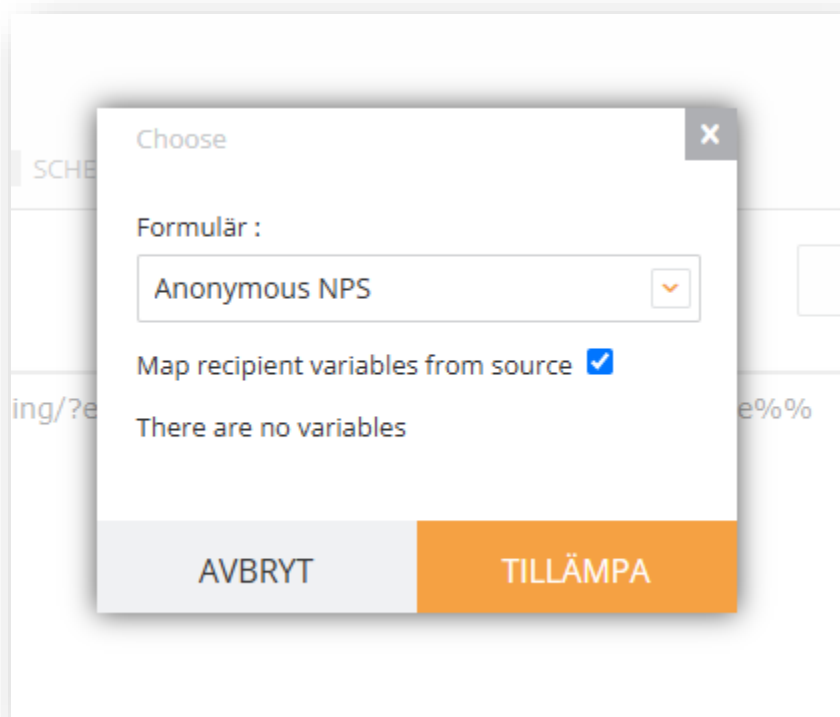 Choose
x
SCHE
Formulär :
Anonymous NPS
Map recipient variables from source
ing/?e
e%%
There are no variables
AVBRYT
TILLÄMPA